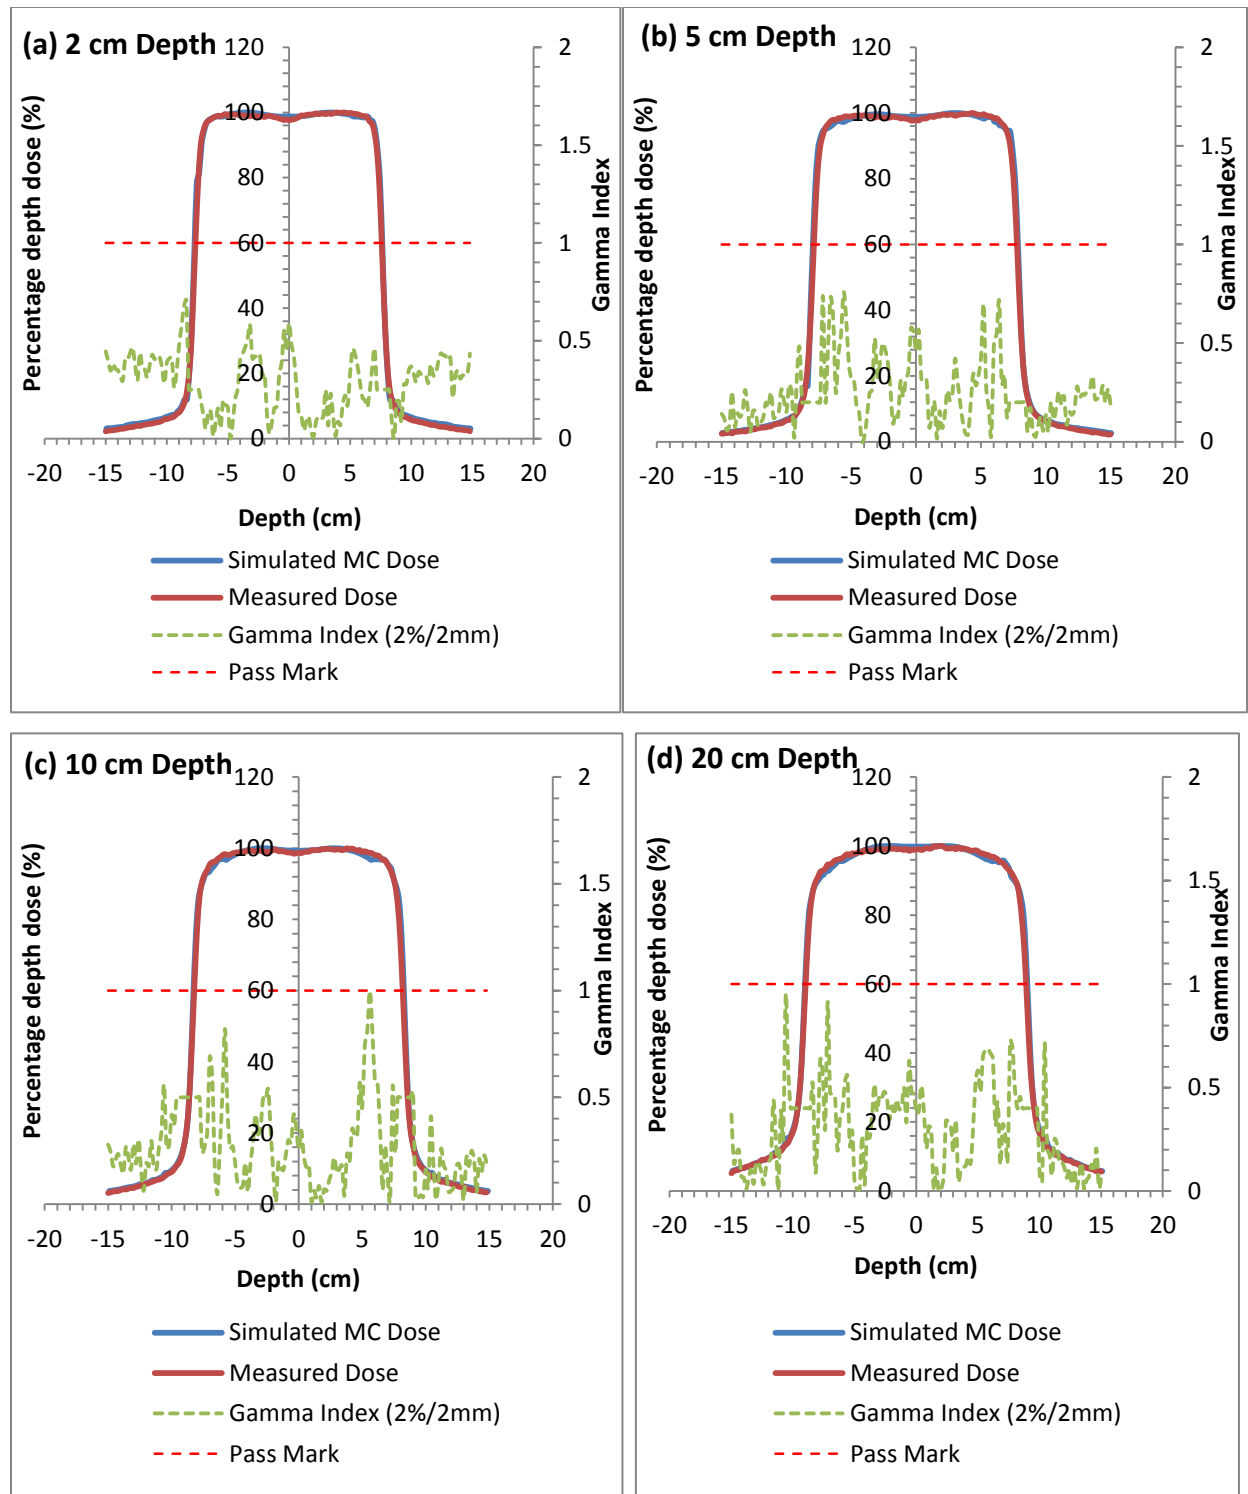 (a) 2 cm Depth
120
100
80
60
40
20
0
2
1.5
1
0.5
0
-20 -15 -10 -5 0 5 10 15 20
Percentage depth dose (%)
Gamma Index
Depth (cm)
Simulated MC Dose
Measured Dose
Gamma Index (2%/2mm)
Pass Mark
(b) 5 cm Depth
120
100
80
60
40
20
0
2
1.5
1
0.5
0
-20 -15 -10 -5 0 5 10 15 20
Percentage depth dose (%)
Gamma Index
Depth (cm)
Simulated MC Dose
Measured Dose
Gamma Index (2%/2mm)
Pass Mark
(c) 10 cm Depth
120
100
80
60
40
20
0
2
1.5
1
0.5
0
-20 -15 -10 -5 0 5 10 15 20
Percentage depth dose (%)
Gamma Index
Depth (cm)
Simulated MC Dose
Measured Dose
Gamma Index (2%/2mm)
Pass Mark
(d) 20 cm Depth
120
100
80
60
40
20
0
2
1.5
1
0.5
0
-20 -15 -10 -5 0 5 10 15 20
Percentage depth dose (%)
Gamma Index
Depth (cm)
Simulated MC Dose
Measured Dose
Gamma Index (2%/2mm)
Pass Mark